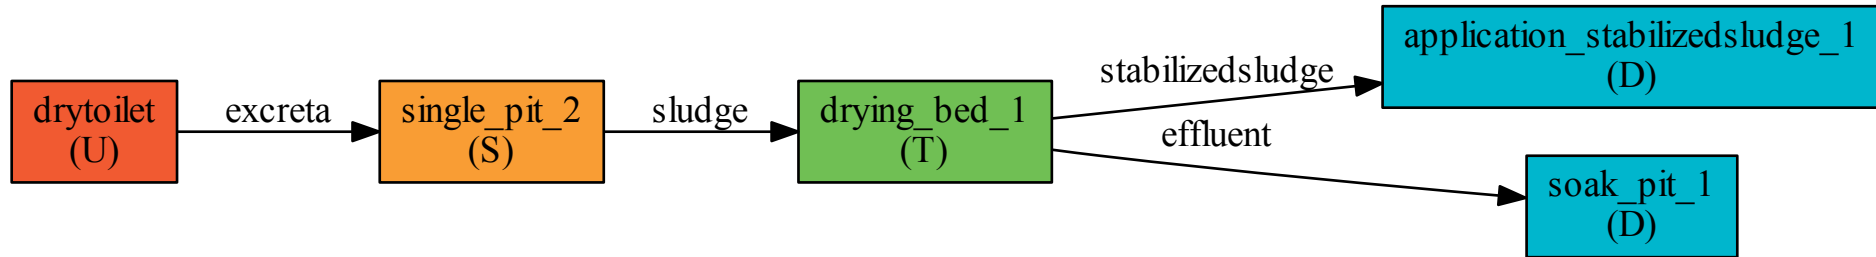 drytoilet
(U)
excreta
single_pit_2
(S)
sludge
drying_bed_1
(T)
stabilizedsludge
effluent
application_stabilizedsludge_1
(D)
soak_pit_1
(D)